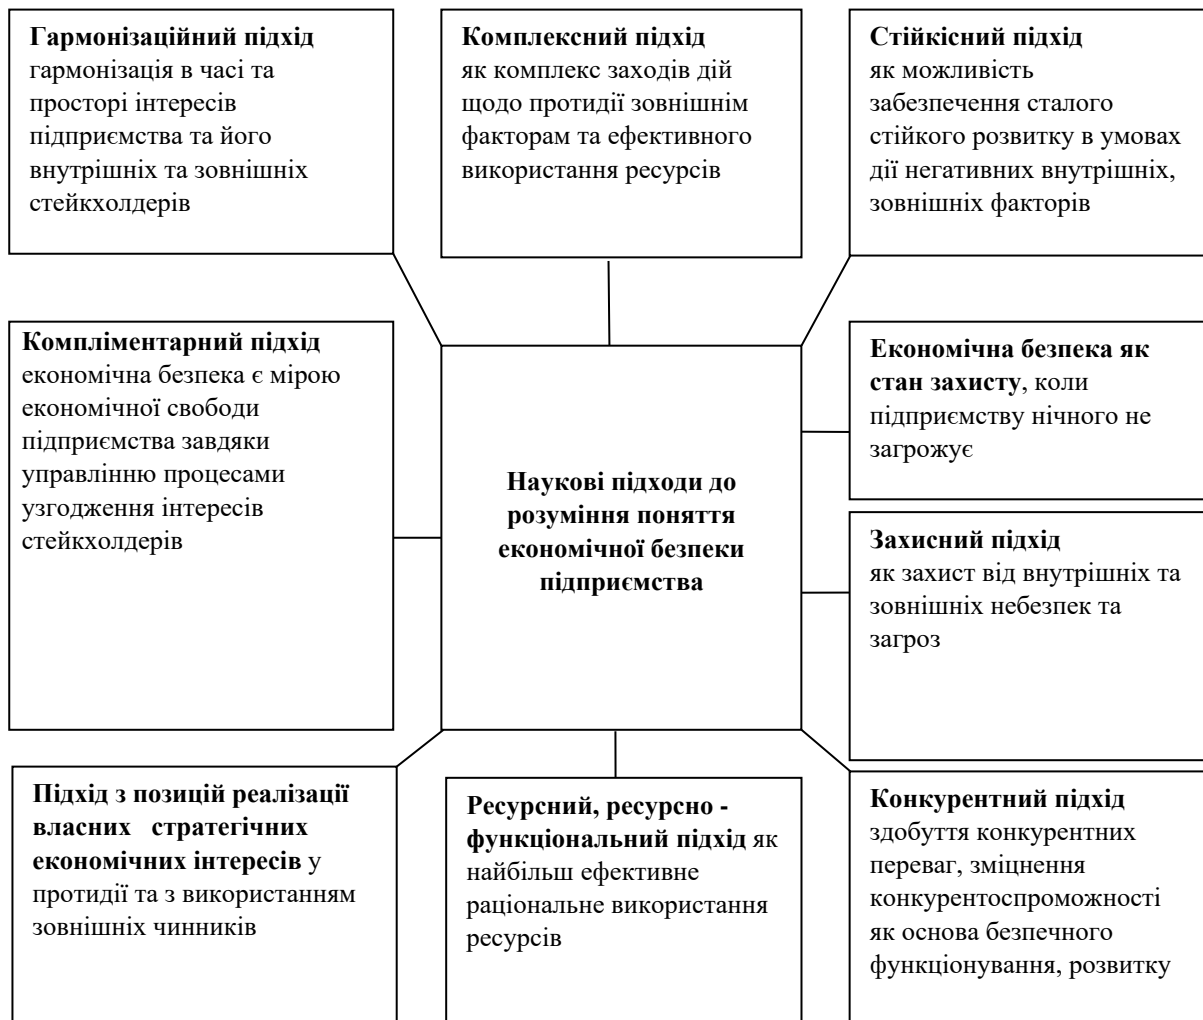 Гармонізаційний підхід
гармонізація в часі та
просторі інтересів
підприємства та його
внутрішніх та зовнішніх
стейкхолдерів
Комплексний підхід
як комплекс заходів дій
щодо протидії зовнішнім
факторам та ефективного
використання ресурсів
Стійкісний підхід
як можливість
забезпечення сталого
стійкого розвитку в умовах
дії негативних внутрішніх,
зовнішніх факторів
Компліментарний підхід
економічна безпека є мірою
економічної свободи
підприємства завдяки
управлінню процесами
узгодження інтересів
стейкхолдерів
Наукові підходи до
розуміння поняття
економічної безпеки
підприємства
Економічна безпека як
стан захисту, коли
підприємству нічного не
загрожує
Захисний підхід
як захист від внутрішніх та
зовнішніх небезпек та
загроз
Підхід з позицій реалізації
власних стратегічних
економічних інтересів у
протидії та з використанням
зовнішніх чинників
Ресурсний, ресурсно -
функціональний підхід як
найбільш ефективне
раціональне використання
ресурсів
Конкурентний підхід
здобуття конкурентних
переваг, зміцнення
конкурентоспроможності
як основа безпечного
функціонування, розвитку